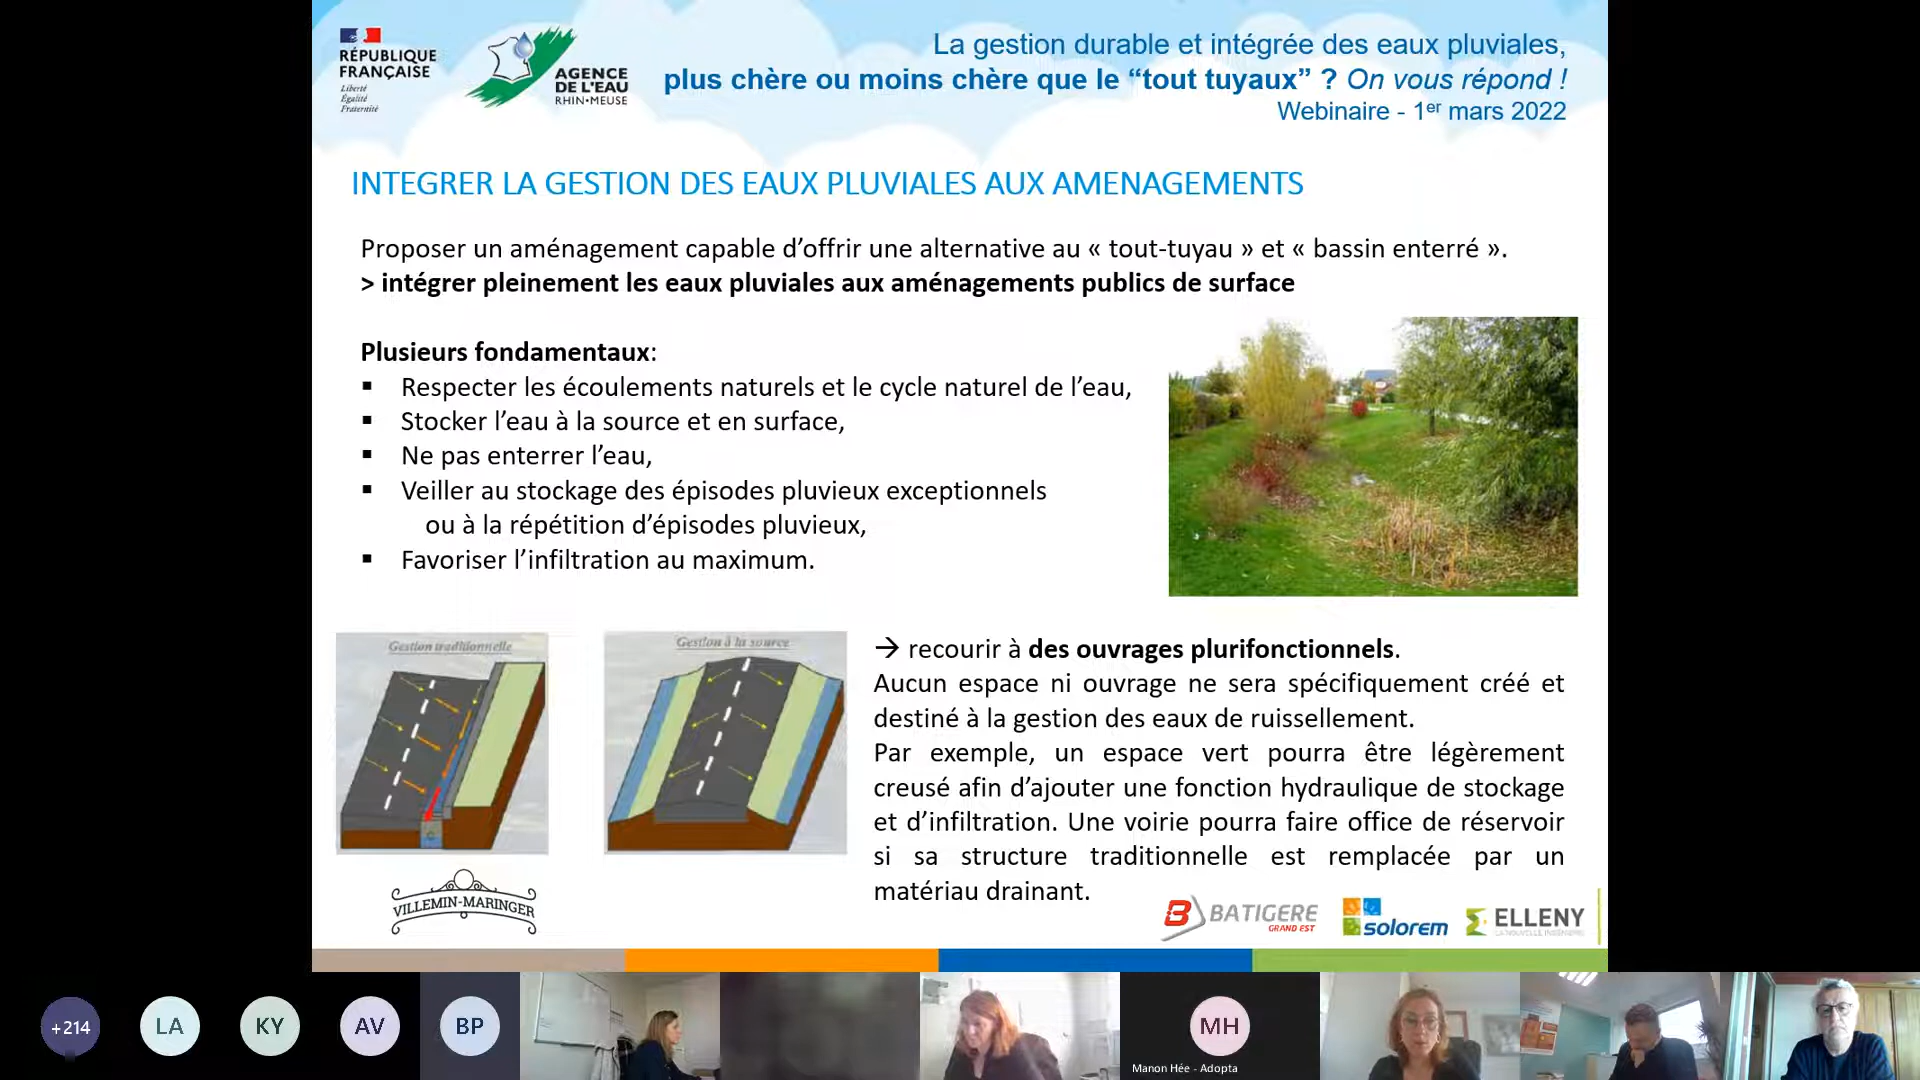 RÉPUBLIQUE
FRANÇAISE
Liberté
Égalité
Fraternité
AGENCE
DE L'EAU
RHIN•MEUSE
La gestion durable et intégrée des eaux pluviales,
plus chère ou moins chère que le “tout tuyaux” ? On vous répond !
Webinaire - 1er mars 2022
INTEGRER LA GESTION DES EAUX PLUVIALES AUX AMENAGEMENTS
Proposer un aménagement capable d’offrir une alternative au « tout-tuyau » et « bassin enterré ».
> intégrer pleinement les eaux pluviales aux aménagements publics de surface
Plusieurs fondamentaux:
▪ Respecter les écoulements naturels et le cycle naturel de l’eau,
▪ Stocker l’eau à la source et en surface,
▪ Ne pas enterrer l’eau,
▪ Veiller au stockage des épisodes pluvieux exceptionnels
ou à la répétition d’épisodes pluvieux,
▪ Favoriser l’infiltration au maximum.
Gestion traditionnelle
Gestion à la source
→ recourir à des ouvrages plurifonctionnels.
Aucun espace ni ouvrage ne sera spécifiquement créé et
destiné à la gestion des eaux de ruissellement.
Par exemple, un espace vert pourra être légèrement
creusé afin d’ajouter une fonction hydraulique de stockage
et d’infiltration. Une voirie pourra faire office de réservoir
si sa structure traditionnelle est remplacée par un
matériau drainant.
VILLEMIN-MARINGER
BATIGERE
GRAND EST
solorem
ELLENY
LA NOUVELLE INGÉNIERIE
+214
LA
KY
AV
BP
MH
Manon Hée - Adopta